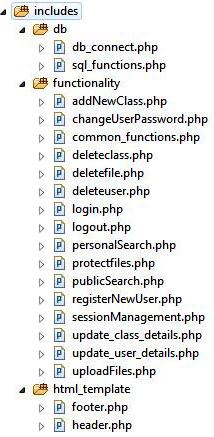 includes
db
db_connect.php
sql_functions.php
functionality
addNewClass.php
changeUserPassword.php
common_functions.php
deleteclass.php
deletefile.php
deleteuser.php
login.php
logout.php
personalSearch.php
protectfiles.php
publicSearch.php
registerNewUser.php
sessionManagement.php
update_class_details.php
update_user_details.php
uploadFiles.php
html_template
footer.php
header.php